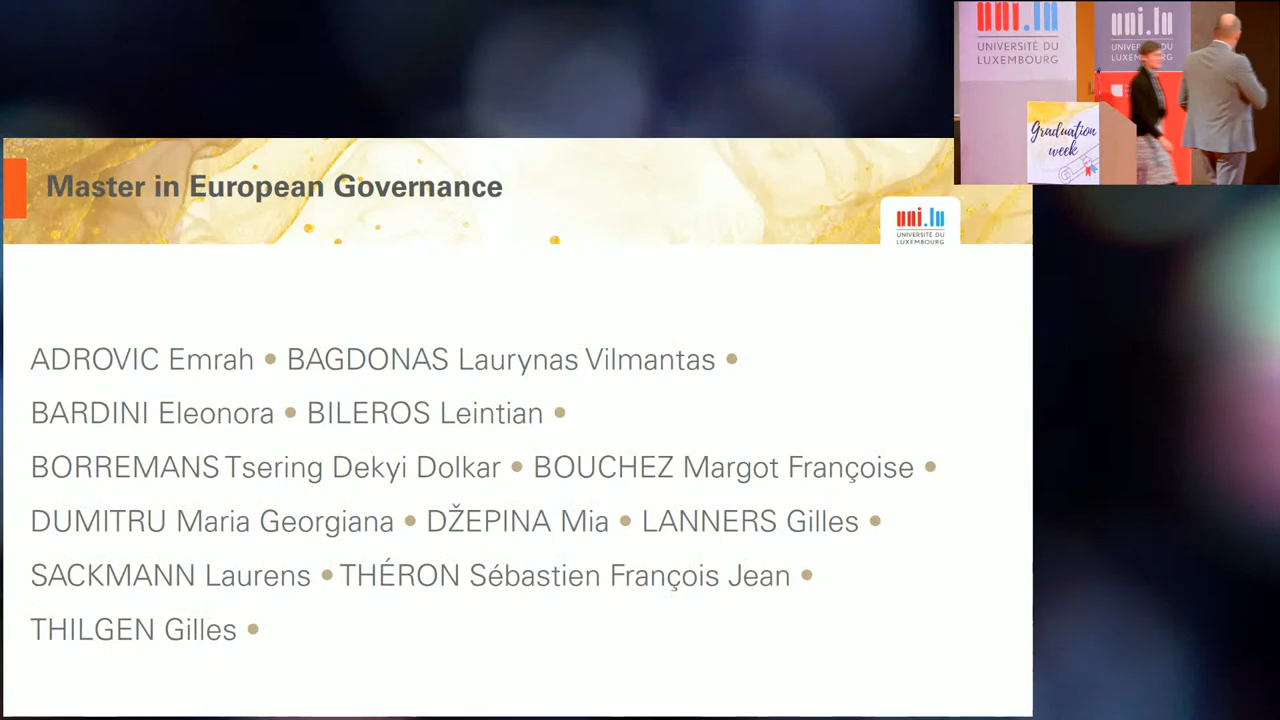 uni.lu
UNIVERSITÉ DU
LUXEMBOURG
uni.lu
LUXEMBOURG
Graduation
week
Master in European Governance
uni.lu
UNIVERSITÉ DU
LUXEMBOURG
ADROVIC Emrah • BAGDONAS Laurynas Vilmantas •
BARDINI Eleonora • BILEROS Leintian •
BORREMANS Tsering Dekyi Dolkar • BOUCHEZ Margot Françoise •
DUMITRU Maria Georgiana • DŽEPINA Mia • LANNERS Gilles •
SACKMANN Laurens • THÉRON Sébastien François Jean •
THILGEN Gilles •